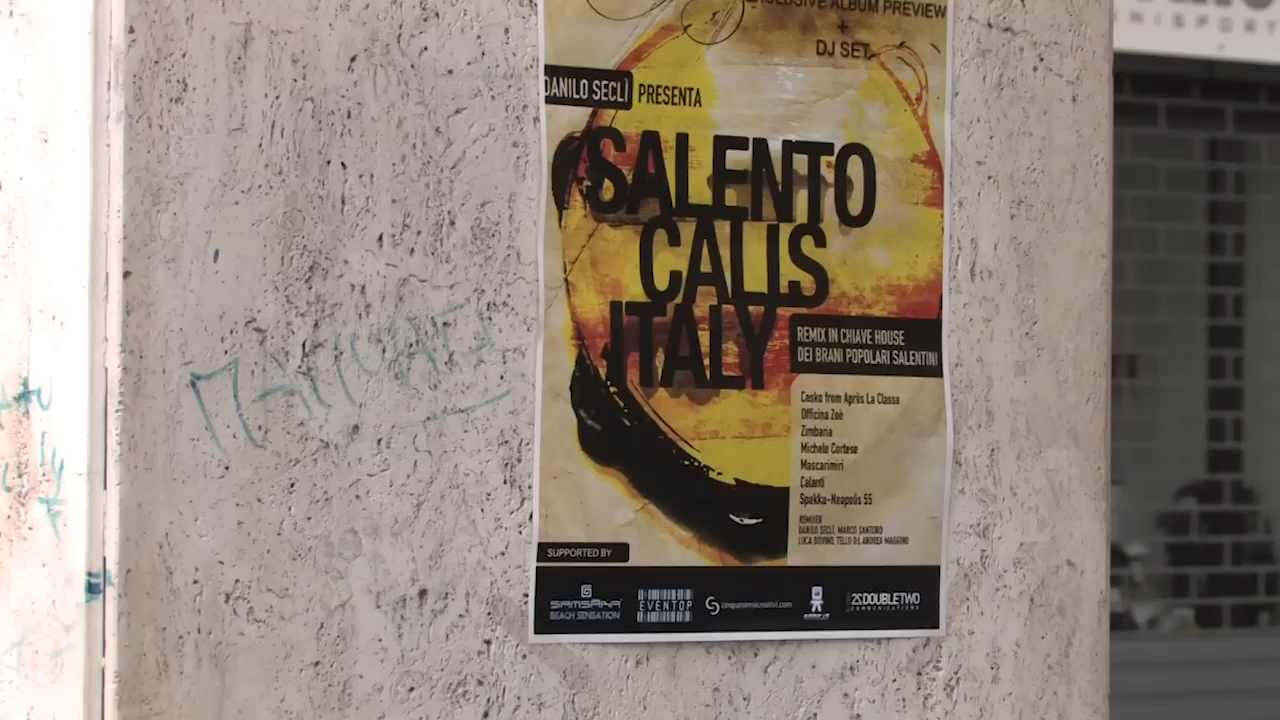 EXCLUSIVE ALBUM PREVIEW
+
DJ SET
DANILO SECLÌ PRESENTA
SALENTO
CALLS
ITALY
REMIX IN CHIAVE HOUSE
DEI BRANI POPOLARI SALENTINI
Cesko from Après La Classe
Officina Zoè
Zimbaria
Michele Cortese
Mascarimirì
Calanti
Spakka-Neapolis 55
REMIXER
DANILO SECLÌ, MARCO SANTORO
LUCA BOVINO, TELLO DJ, ANDREA MAGGINO
SUPPORTED BY
SAMSARA
BEACH SENSATION
EVENTOP
cinquesensicreativi.com
22DOUBLETWO
COMMUNICATIONS